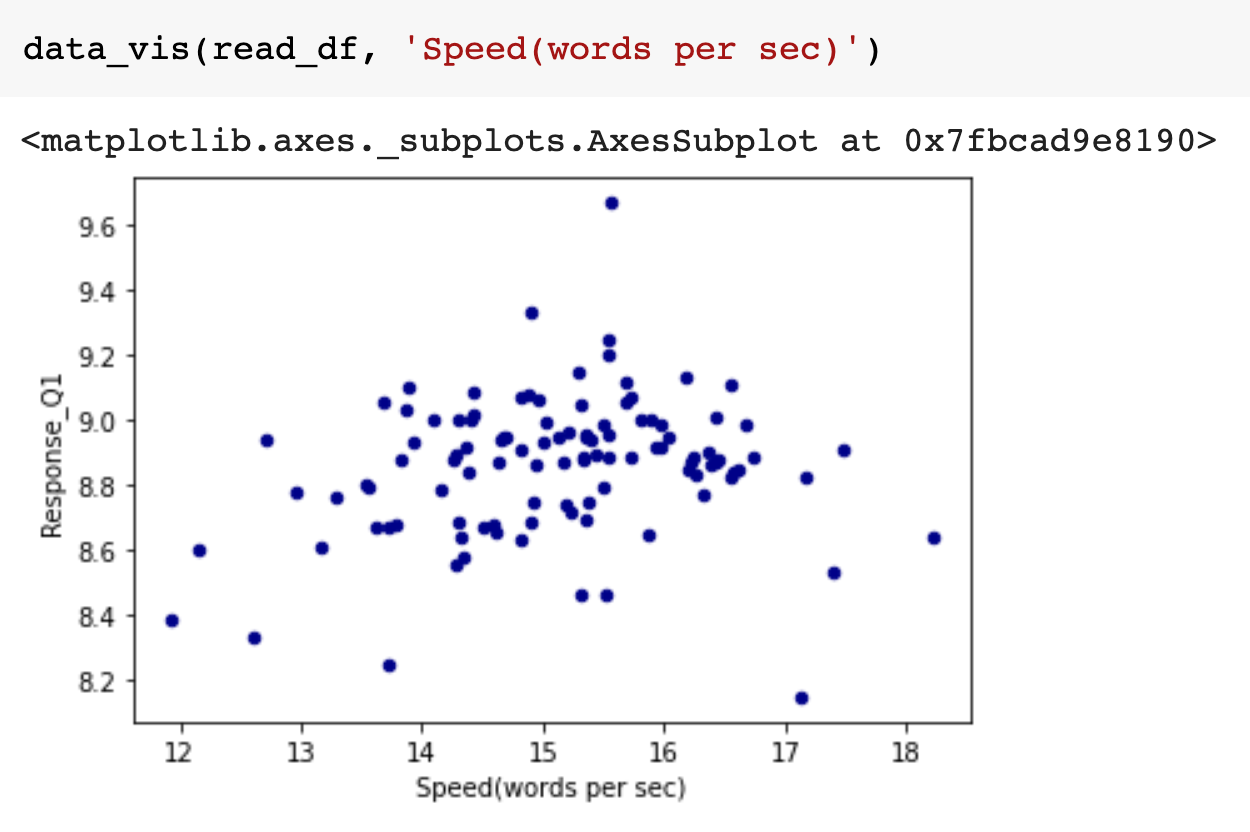 data_vis(read_df, 'Speed(words per sec)')
<matplotlib.axes._subplots.AxesSubplot at 0x7fbcad9e8190>
9.6
9.4
9.2
9.0
8.8
8.6
8.4
8.2
Response_Q1
12 13 14 15 16 17 18
Speed(words per sec)